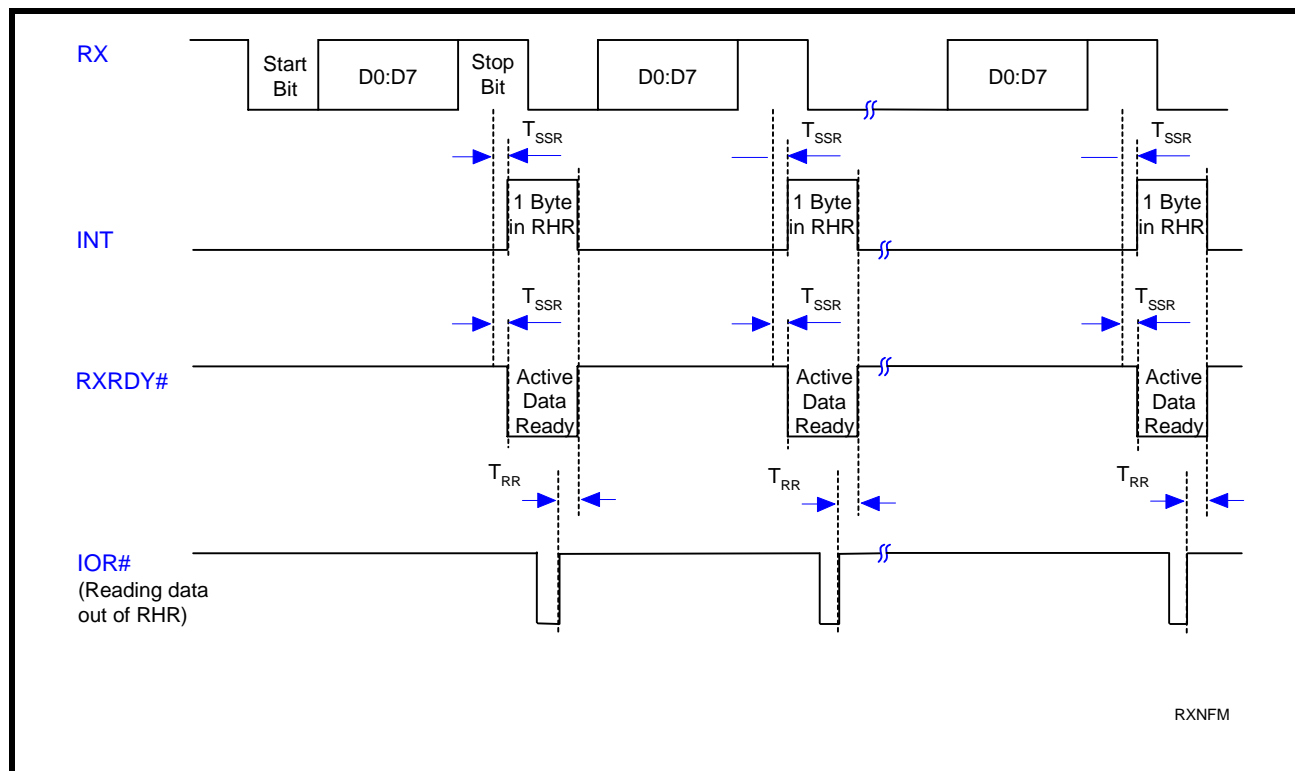 RX
Start
Bit
D0:D7
Stop
Bit
D0:D7
D0:D7
TSSR
TSSR
TSSR
INT
1 Byte
in RHR
1 Byte
in RHR
1 Byte
in RHR
TSSR
TSSR
TSSR
RXRDY#
Active
Data
Ready
Active
Data
Ready
Active
Data
Ready
TRR
TRR
TRR
IOR#
(Reading data
out of RHR)
RXNFM